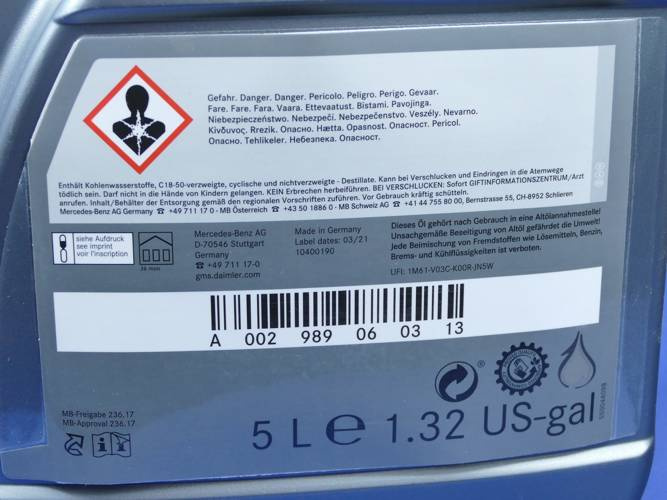 Gefahr. Danger. Danger. Pericolo. Peligro. Perigo. Gevaar.
Fare. Fare. Fara. Vaara. Ettevaatust. Bīstami. Pavojinga.
Niebezpieczeństwo. Nebezpečí. Nebezpečenstvo. Veszély. Nevarno.
Κίνδυνος. Rrezik. Опасно. Hætta. Opasnost. Опасност. Pericol.
Опасно. Tehlikeler. Небезпека. Опасност.
Enthält Kohlenwasserstoffe, C18-50-verzweigte, cyclische und nichtverzweigte - Destillate. Kann bei Verschlucken und Eindringen in die Atemwege
tödlich sein. Darf nicht in die Hände von Kindern gelangen. KEIN Erbrechen herbeiführen. BEI VERSCHLUCKEN: Sofort GIFTINFORMATIONSZENTRUM/Arzt
anrufen. Inhalt/Behälter der Entsorgung gemäß den regionalen Vorschriften zuführen. Vor Gebrauch kräftig schütteln.
Mercedes-Benz AG Germany ☎ +49 711 17 0 - MB Österreich ☎ +43 50 1886 0 - MB Schweiz AG ☎ +41 44 755 80 00, Bernstrasse 55, CH-8952 Schlieren
siehe Aufdruck
see imprint
voir l'inscription
36 mon
Mercedes-Benz AG
D-70546 Stuttgart
Germany
☎ +49 711 17-0
gms.daimler.com
Made in Germany
Label dates: 03/21
10400190
Dieses Öl gehört nach Gebrauch in eine Altölannahmestelle!
Unsachgemäße Beseitigung von Altöl gefährdet die Umwelt!
Jede Beimischung von Fremdstoffen wie Lösemitteln, Benzin,
Brems- und Kühlflüssigkeiten ist verboten.
UFI: 1M61-V03C-K00R-JN5W
A 002 989 06 03 13
MB-Freigabe 236.17
MB-Approval 236.17
5 L ℮ 1.32 US-gal